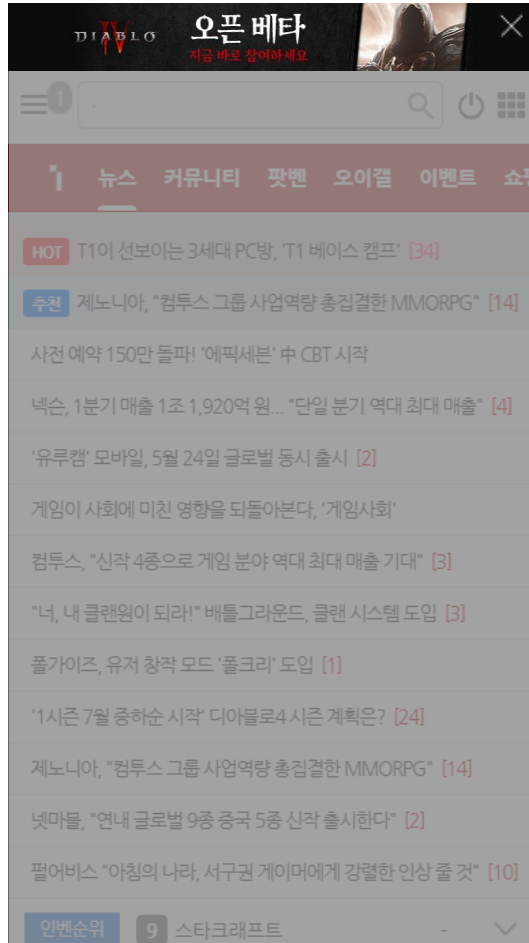 DIABLO IV
오픈 베타
지금 바로 참여하세요
1
뉴스 커뮤니티 팟벤 오이갤 이벤트
HOT T1이 선보이는 3세대 PC방, 'T1 베이스 캠프' [34]
추천 제노니아, "컴투스 그룹 사업역량 총집결한 MMORPG" [14]
사전 예약 150만 돌파! '에픽세븐' 中 CBT 시작
넥슨, 1분기 매출 1조 1,920억 원... "단일 분기 역대 최대 매출" [4]
'유루캠' 모바일, 5월 24일 글로벌 동시 출시 [2]
게임이 사회에 미친 영향을 되돌아본다, '게임사회'
컴투스, "신작 4종으로 게임 분야 역대 최대 매출 기대" [3]
"너, 내 클랜원이 되라!" 배틀그라운드, 클랜 시스템 도입 [3]
폴가이즈, 유저 창작 모드 '폴크리' 도입 [1]
'1시즌 7월 중하순 시작' 디아블로4 시즌 계획은? [24]
제노니아, "컴투스 그룹 사업역량 총집결한 MMORPG" [14]
넷마블, "연내 글로벌 9종 중국 5종 신작 출시한다" [2]
펄어비스 "아침의 나라, 서구권 게이머에게 강렬한 인상 줄 것" [10]
인벤순위 9 스타크래프트 -